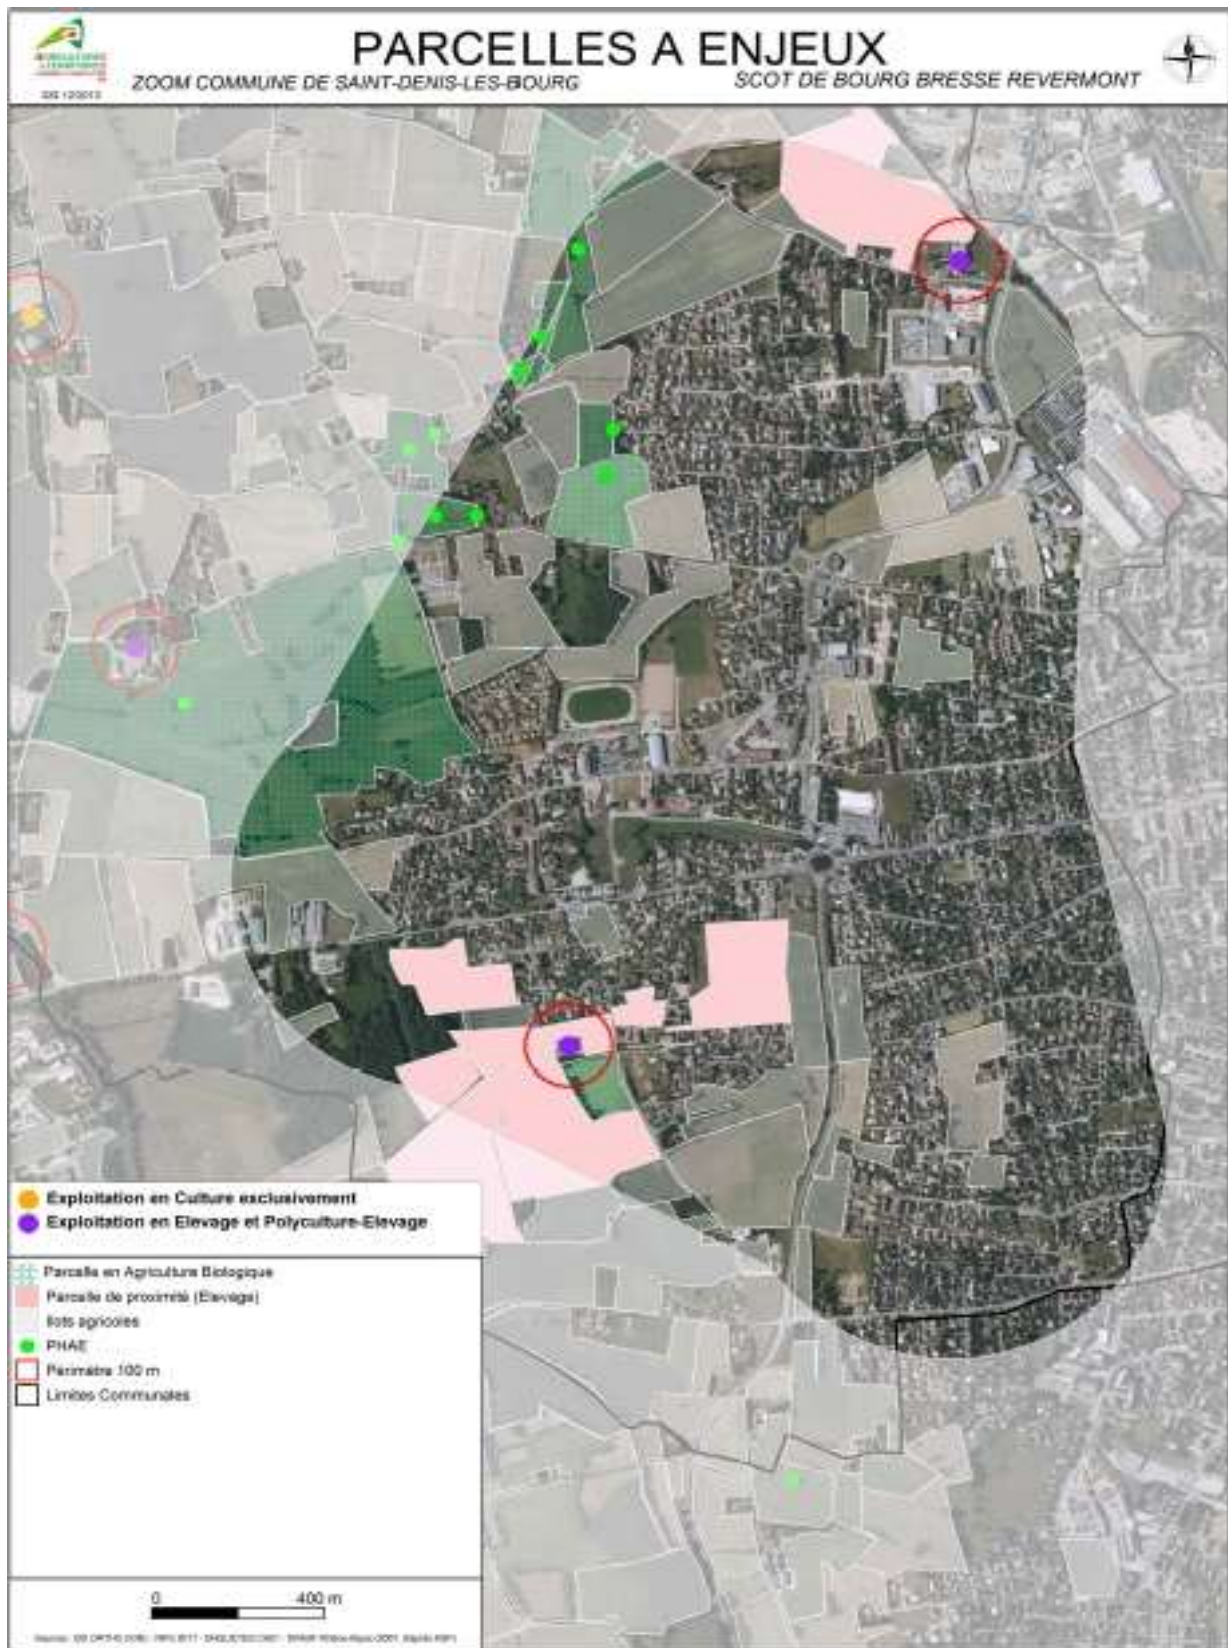 PARCELLES A ENJEUX
ZOOM COMMUNE DE SAINT-DENIS-LES-BOURG
SCOT DE BOURG BRESSE REVERMONT
Exploitation en Culture exclusivement
Exploitation en Elevage et Polyculture-Elevage
Parcelle en Agriculture Biologique
Parcelle de proximité (Elevage)
Ilots agricoles
PHAE
Périmètre 100 m
Limites Communales
0 400 m